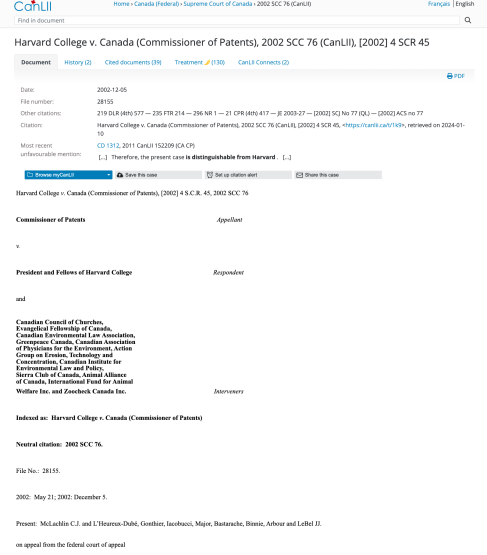 CanLII
Home › Canada (Federal) › Supreme Court of Canada › 2002 SCC 76 (CanLII)
Français | English
Find in document
Harvard College v. Canada (Commissioner of Patents), 2002 SCC 76 (CanLII), [2002] 4 SCR 45
Document History (2) Cited documents (39) Treatment (130) CanLII Connects (2)
PDF
Date: 2002-12-05
File number: 28155
Other citations: 219 DLR (4th) 577 — 235 FTR 214 — 296 NR 1 — 21 CPR (4th) 417 — JE 2003-27 — [2002] SCJ No 77 (QL) — [2002] ACS no 77
Citation: Harvard College v. Canada (Commissioner of Patents), 2002 SCC 76 (CanLII), [2002] 4 SCR 45, <https://canlii.ca/t/1k9>, retrieved on 2024-01-
10
Most recent CD 1312, 2011 CanLII 152209 (CA CP)
unfavourable mention: [...] Therefore, the present case is distinguishable from Harvard . [...]
Browse myCanLII Save this case Set up citation alert Share this case
Harvard College v. Canada (Commissioner of Patents), [2002] 4 S.C.R. 45, 2002 SCC 76
Commissioner of Patents Appellant
v.
President and Fellows of Harvard College Respondent
and
Canadian Council of Churches,
Evangelical Fellowship of Canada,
Canadian Environmental Law Association,
Greenpeace Canada, Canadian Association
of Physicians for the Environment, Action
Group on Erosion, Technology and
Concentration, Canadian Institute for
Environmental Law and Policy,
Sierra Club of Canada, Animal Alliance
of Canada, International Fund for Animal
Welfare Inc. and Zoocheck Canada Inc. Interveners
Indexed as: Harvard College v. Canada (Commissioner of Patents)
Neutral citation: 2002 SCC 76.
File No.: 28155.
2002: May 21; 2002: December 5.
Present: McLachlin C.J. and L'Heureux-Dubé, Gonthier, Iacobucci, Major, Bastarache, Binnie, Arbour and LeBel JJ.
on appeal from the federal court of appeal